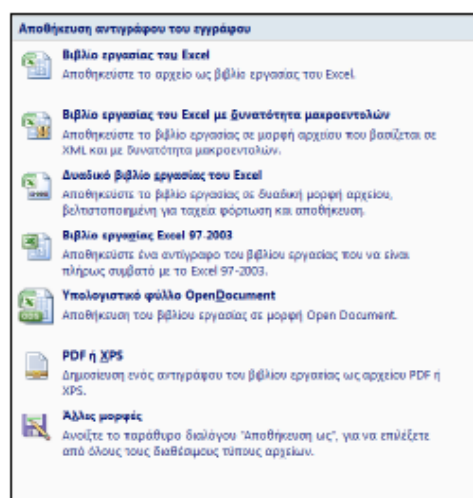 Αποθήκευση αντιγράφου του εγγράφου
Βιβλίο εργασίας του Excel
Αποθηκεύστε το αρχείο ως βιβλίο εργασίας του Excel.
Βιβλίο εργασίας του Excel με δυνατότητα μακροεντολών
Αποθηκεύστε το βιβλίο εργασίας σε μορφή αρχείου που βασίζεται σε
XML και με δυνατότητα μακροεντολών.
Δυαδικό βιβλίο εργασίας του Excel
Αποθηκεύστε το βιβλίο εργασίας σε δυαδική μορφή αρχείου,
βελτιστοποιημένη για ταχεία φόρτωση και αποθήκευση.
Βιβλίο εργασίας Excel 97-2003
Αποθηκεύστε ένα αντίγραφο του βιβλίου εργασίας που να είναι
πλήρως συμβατό με το Excel 97-2003.
Υπολογιστικό φύλλο OpenDocument
Αποθήκευση του βιβλίου εργασίας σε μορφή Open Document.
PDF ή XPS
Δημοσίευση ενός αντιγράφου του βιβλίου εργασίας ως αρχείου PDF ή
XPS.
Άλλες μορφές
Ανοίξτε το παράθυρο διαλόγου "Αποθήκευση ως", για να επιλέξετε
από όλους τους διαθέσιμους τύπους αρχείων.